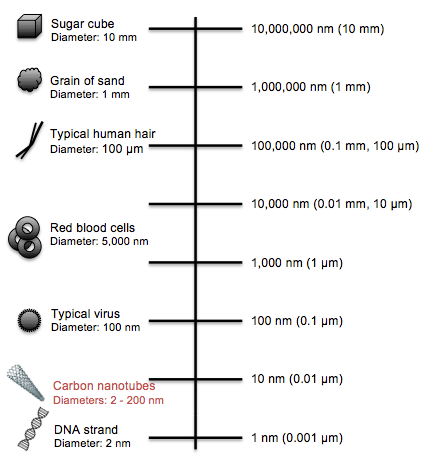 Sugar cube
Diameter: 10 mm
10,000,000 nm (10 mm)
Grain of sand
Diameter: 1 mm
1,000,000 nm (1 mm)
Typical human hair
Diameter: 100 µm
100,000 nm (0.1 mm, 100 µm)
10,000 nm (0.01 mm, 10 µm)
Red blood cells
Diameter: 5,000 nm
1,000 nm (1 µm)
Typical virus
Diameter: 100 nm
100 nm (0.1 µm)
Carbon nanotubes
Diameters: 2 - 200 nm
10 nm (0.01 µm)
DNA strand
Diameter: 2 nm
1 nm (0.001 µm)